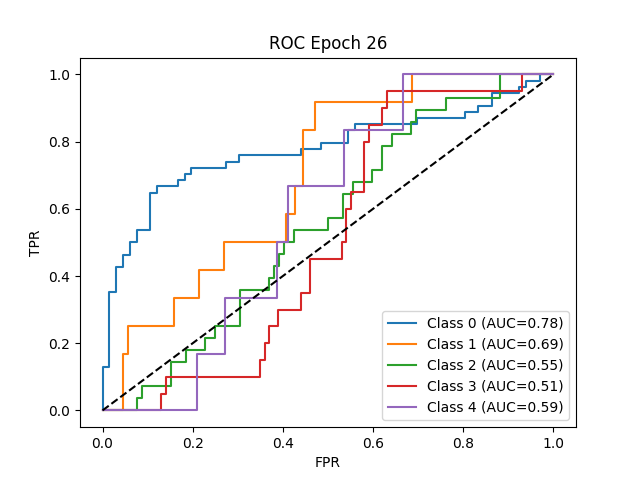 ROC Epoch 26
TPR
1.0
0.8
0.6
0.4
0.2
0.0
Class 0 (AUC=0.78)
Class 1 (AUC=0.69)
Class 2 (AUC=0.55)
Class 3 (AUC=0.51)
Class 4 (AUC=0.59)
0.0 0.2 0.4 0.6 0.8 1.0
FPR